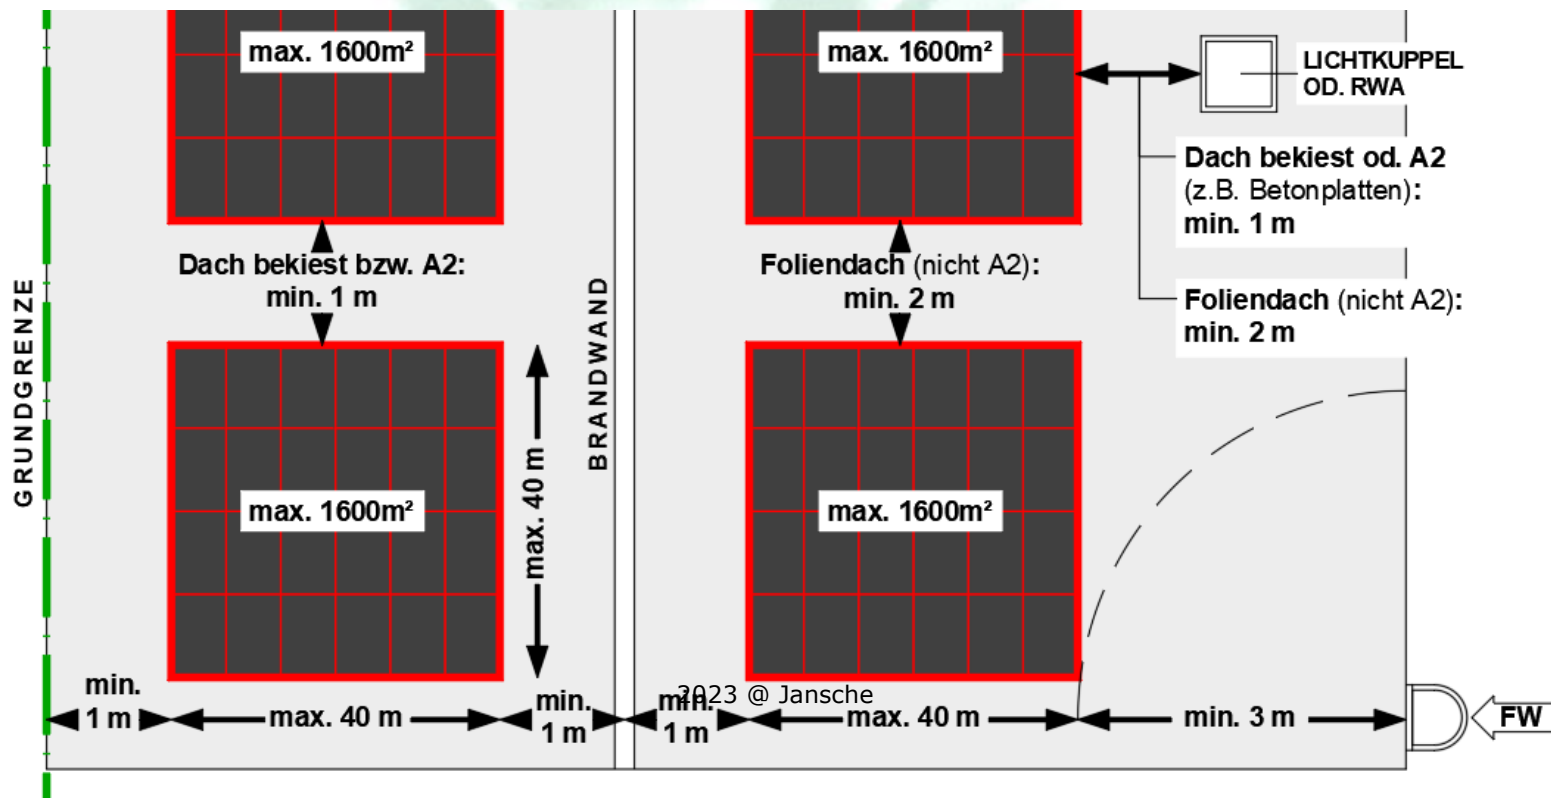 max. 1600m²
max. 1600m²
LICHTKUPPEL
OD. RWA
Dach bekiest od. A2
(z.B. Betonplatten):
min. 1 m
Dach bekiest bzw. A2:
min. 1 m
Foliendach (nicht A2):
min. 2 m
Foliendach (nicht A2):
min. 2 m
GRUNDGRENZE
BRANDWAND
max. 40 m
max. 1600m²
max. 1600m²
min.
1 m
max. 40 m
min.
1 m
min.
1 m
2023 @ Jansche
max. 40 m
min. 3 m
FW